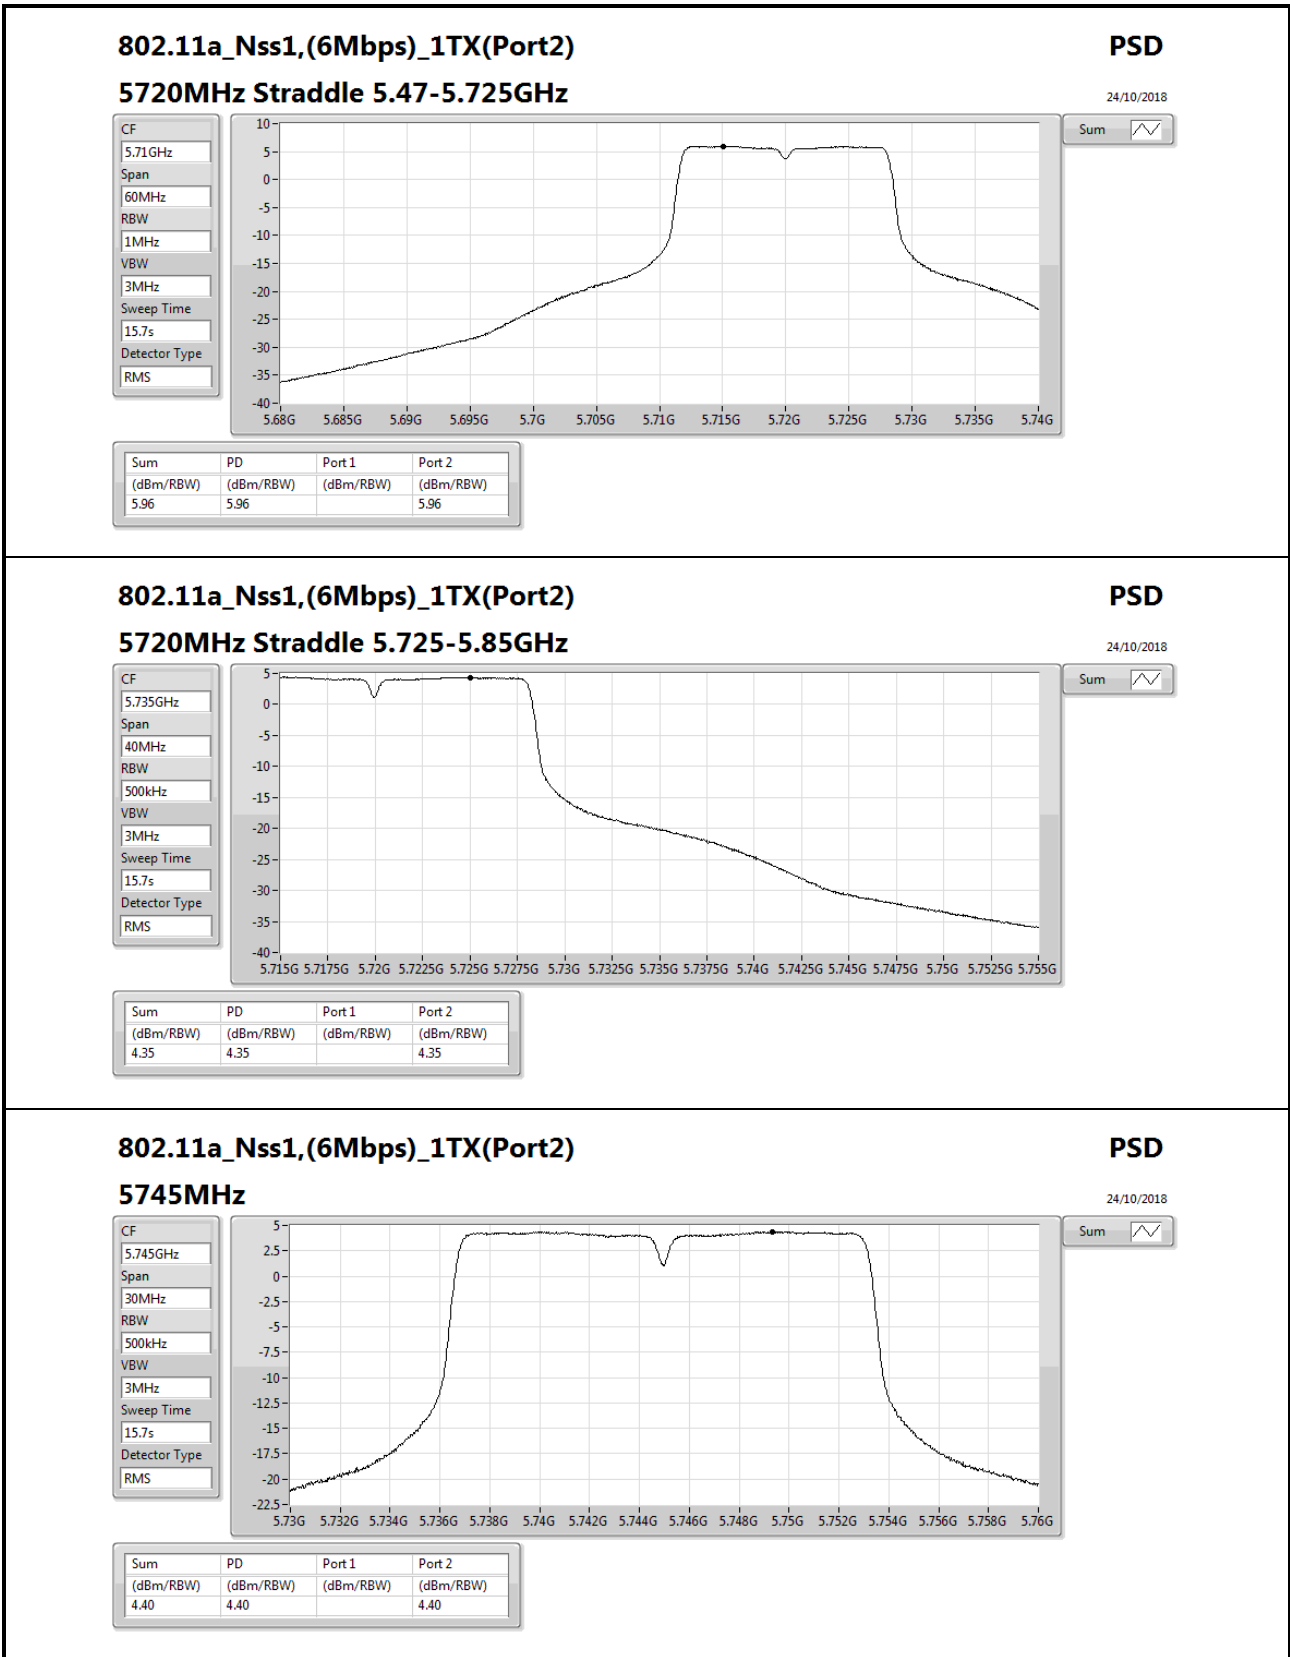 802.11a_Nss1,(6Mbps)_1TX(Port2) PSD
5720MHz Straddle 5.47-5.725GHz 24/10/2018
CF
5.71GHz
Span
60MHz
RBW
1MHz
VBW
3MHz
Sweep Time
15.7s
Detector Type
RMS
10
5
0
-5
-10
-15
-20
-25
-30
-35
-40
5.68G 5.685G 5.69G 5.695G 5.7G 5.705G 5.71G 5.715G 5.72G 5.725G 5.73G 5.735G 5.74G
Sum
Sum PD Port 1 Port 2
(dBm/RBW) (dBm/RBW) (dBm/RBW) (dBm/RBW)
5.96 5.96 5.96
802.11a_Nss1,(6Mbps)_1TX(Port2) PSD
5720MHz Straddle 5.725-5.85GHz 24/10/2018
CF
5.735GHz
Span
40MHz
RBW
500kHz
VBW
3MHz
Sweep Time
15.7s
Detector Type
RMS
5
0
-5
-10
-15
-20
-25
-30
-35
-40
5.715G 5.7175G 5.72G 5.7225G 5.725G 5.7275G 5.73G 5.7325G 5.735G 5.7375G 5.74G 5.7425G 5.745G 5.7475G 5.75G 5.7525G 5.755G
Sum
Sum PD Port 1 Port 2
(dBm/RBW) (dBm/RBW) (dBm/RBW) (dBm/RBW)
4.35 4.35 4.35
802.11a_Nss1,(6Mbps)_1TX(Port2) PSD
5745MHz 24/10/2018
CF
5.745GHz
Span
30MHz
RBW
500kHz
VBW
3MHz
Sweep Time
15.7s
Detector Type
RMS
5
2.5
0
-2.5
-5
-7.5
-10
-12.5
-15
-17.5
-20
-22.5
5.73G 5.732G 5.734G 5.736G 5.738G 5.74G 5.742G 5.744G 5.746G 5.748G 5.75G 5.752G 5.754G 5.756G 5.758G 5.76G
Sum
Sum PD Port 1 Port 2
(dBm/RBW) (dBm/RBW) (dBm/RBW) (dBm/RBW)
4.40 4.40 4.40